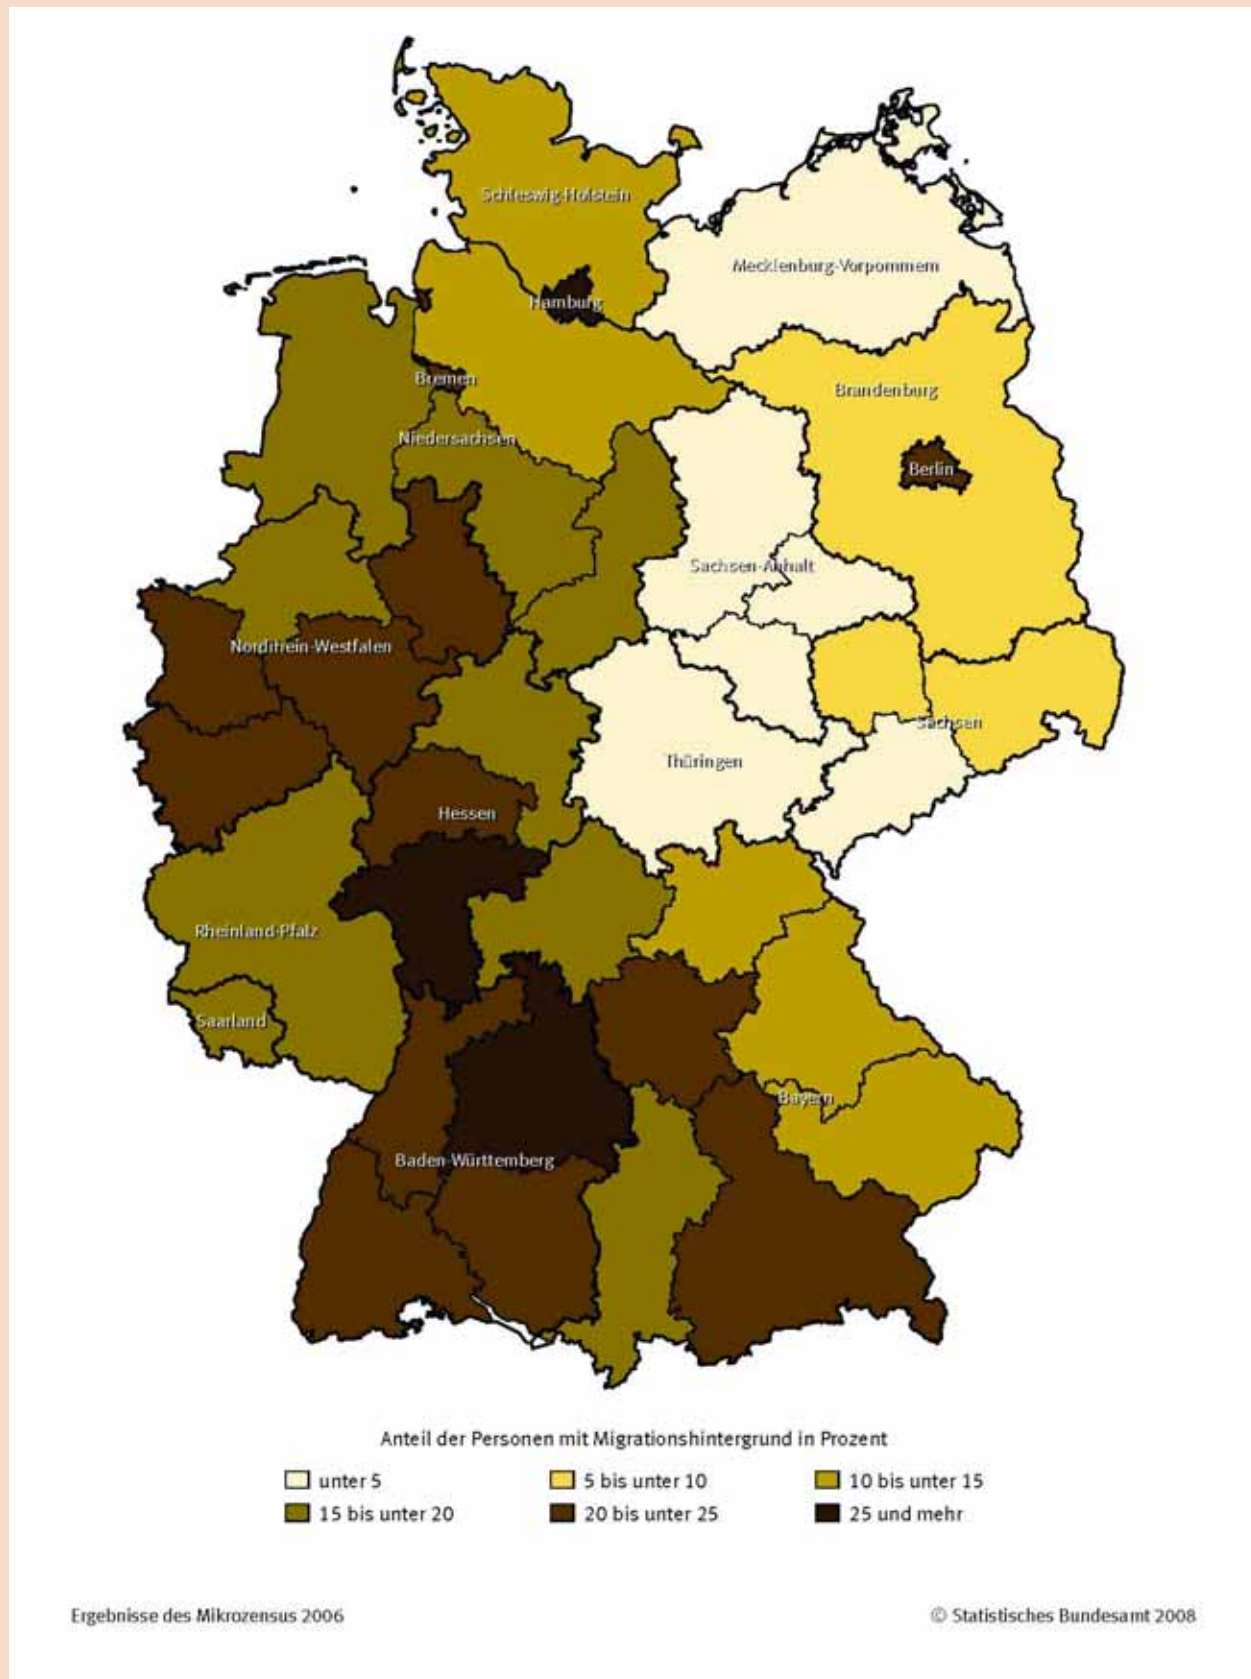 Schleswig-Holstein
Mecklenburg-Vorpommern
Hamburg
Bremen
Brandenburg
Niedersachsen
Berlin
Sachsen-Anhalt
Nordrhein-Westfalen
Sachsen
Thüringen
Hessen
Rheinland-Pfalz
Saarland
Bayern
Baden-Württemberg
Anteil der Personen mit Migrationshintergrund in Prozent
unter 5 5 bis unter 10 10 bis unter 15
15 bis unter 20 20 bis unter 25 25 und mehr
Ergebnisse des Mikrozensus 2006 © Statistisches Bundesamt 2008